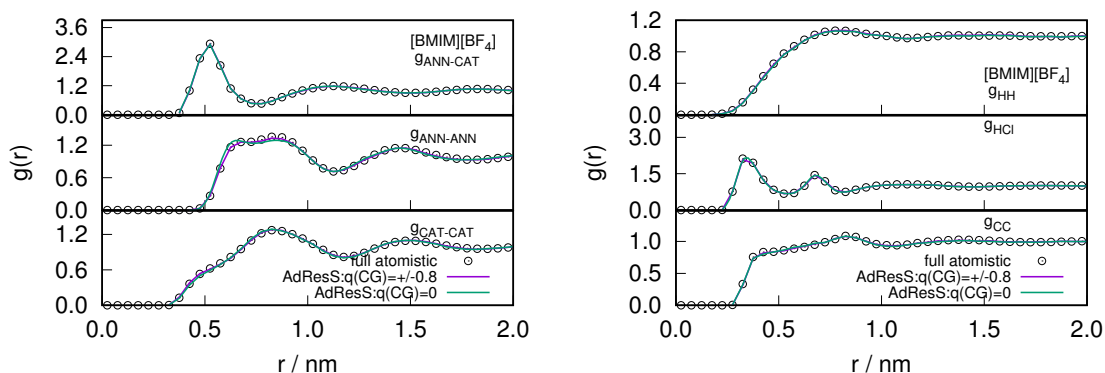 3.6
2.4
1.2
0.0
[BMIM][BF4]
gANN-CAT
1.2
0.6
0.0
g(r)
gANN-ANN
1.2
0.6
0.0
gCAT-CAT
full atomistic
AdResS:q(CG)=+/-0.8
AdResS:q(CG)=0
0.0 0.5 1.0 1.5 2.0
r / nm
1.2
0.8
0.4
0.0
[BMIM][BF4]
gHH
3.0
1.5
0.0
g(r)
gHCl
1.0
0.5
0.0
gCC
full atomistic
AdResS:q(CG)=+/-0.8
AdResS:q(CG)=0
0.0 0.5 1.0 1.5 2.0
r / nm